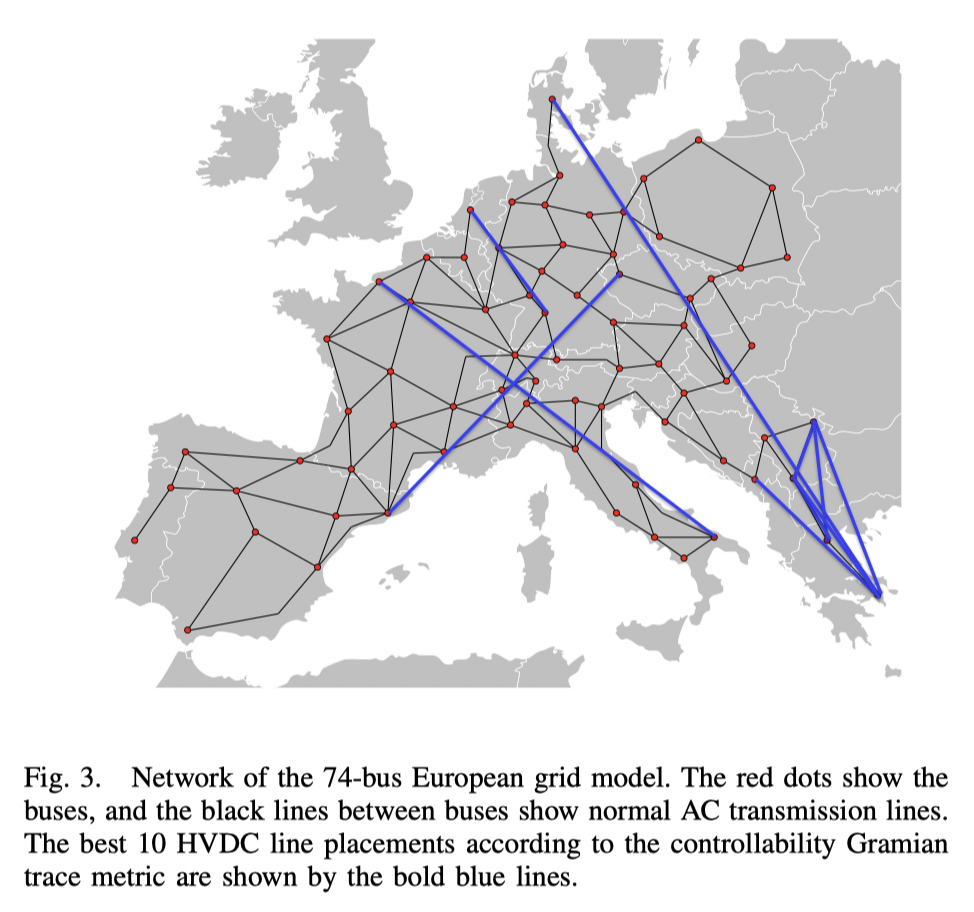 Fig. 3. Network of the 74-bus European grid model. The red dots show the
buses, and the black lines between buses show normal AC transmission lines.
The best 10 HVDC line placements according to the controllability Gramian
trace metric are shown by the bold blue lines.